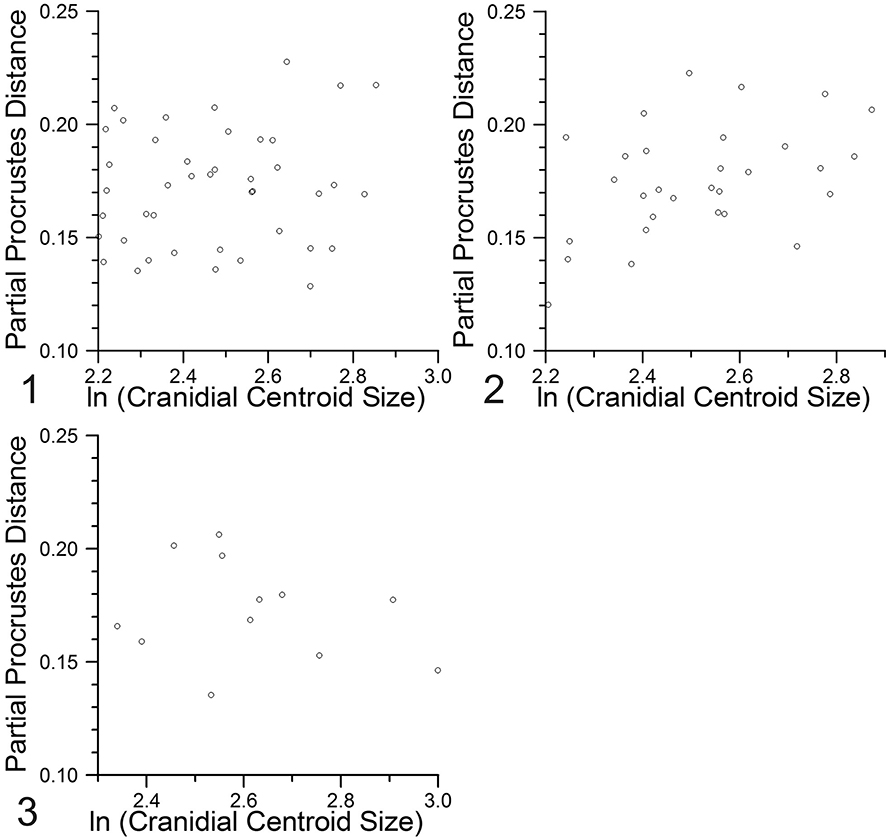 0.25
0.20
0.15
0.10
Partial Procrustes Distance
2.2 2.4 2.6 2.8 3.0
1 ln (Cranidial Centroid Size)
0.25
0.20
0.15
0.10
Partial Procrustes Distance
2.2 2.4 2.6 2.8
2 ln (Cranidial Centroid Size)
0.25
0.20
0.15
0.10
Partial Procrustes Distance
2.4 2.6 2.8 3.0
3 ln (Cranidial Centroid Size)